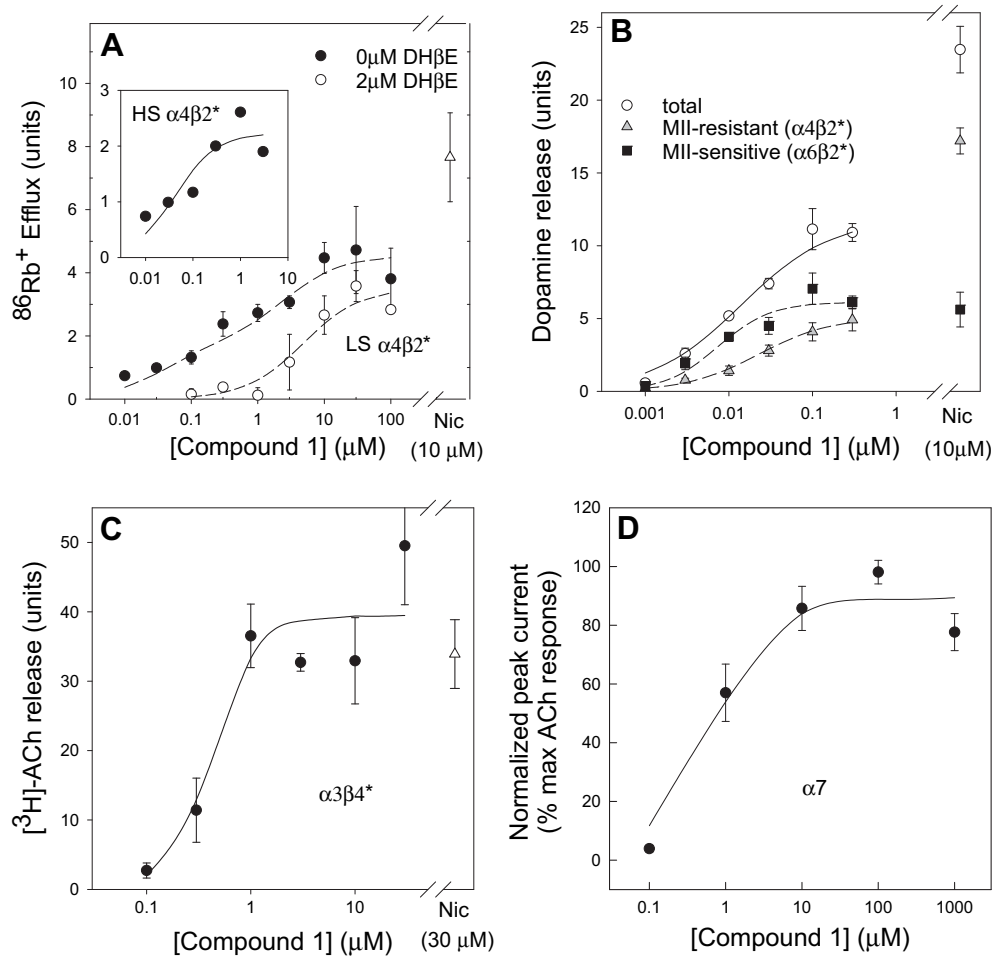 A
0μM DHβE
2μM DHβE
HS α4β2*
3
2
1
0
0.01 0.1 1 10
LS α4β2*
10
8
6
4
2
0
⁸⁶Rb⁺ Efflux (units)
0.01 0.1 1 10 100
Nic
[Compound 1] (μM)
(10 μM)
B
total
MII-resistant (α4β2*)
MII-sensitive (α6β2*)
25
20
15
10
5
0
Dopamine release (units)
0.001 0.01 0.1 1
Nic
[Compound 1] (μM)
(10μM)
C
50
40
30
20
10
0
[³H]-ACh release (units)
α3β4*
0.1 1 10
Nic
[Compound 1] (μM)
(30 μM)
D
120
100
80
60
40
20
0
Normalized peak current
(% max ACh response)
α7
0.1 1 10 100 1000
[Compound 1] (μM)